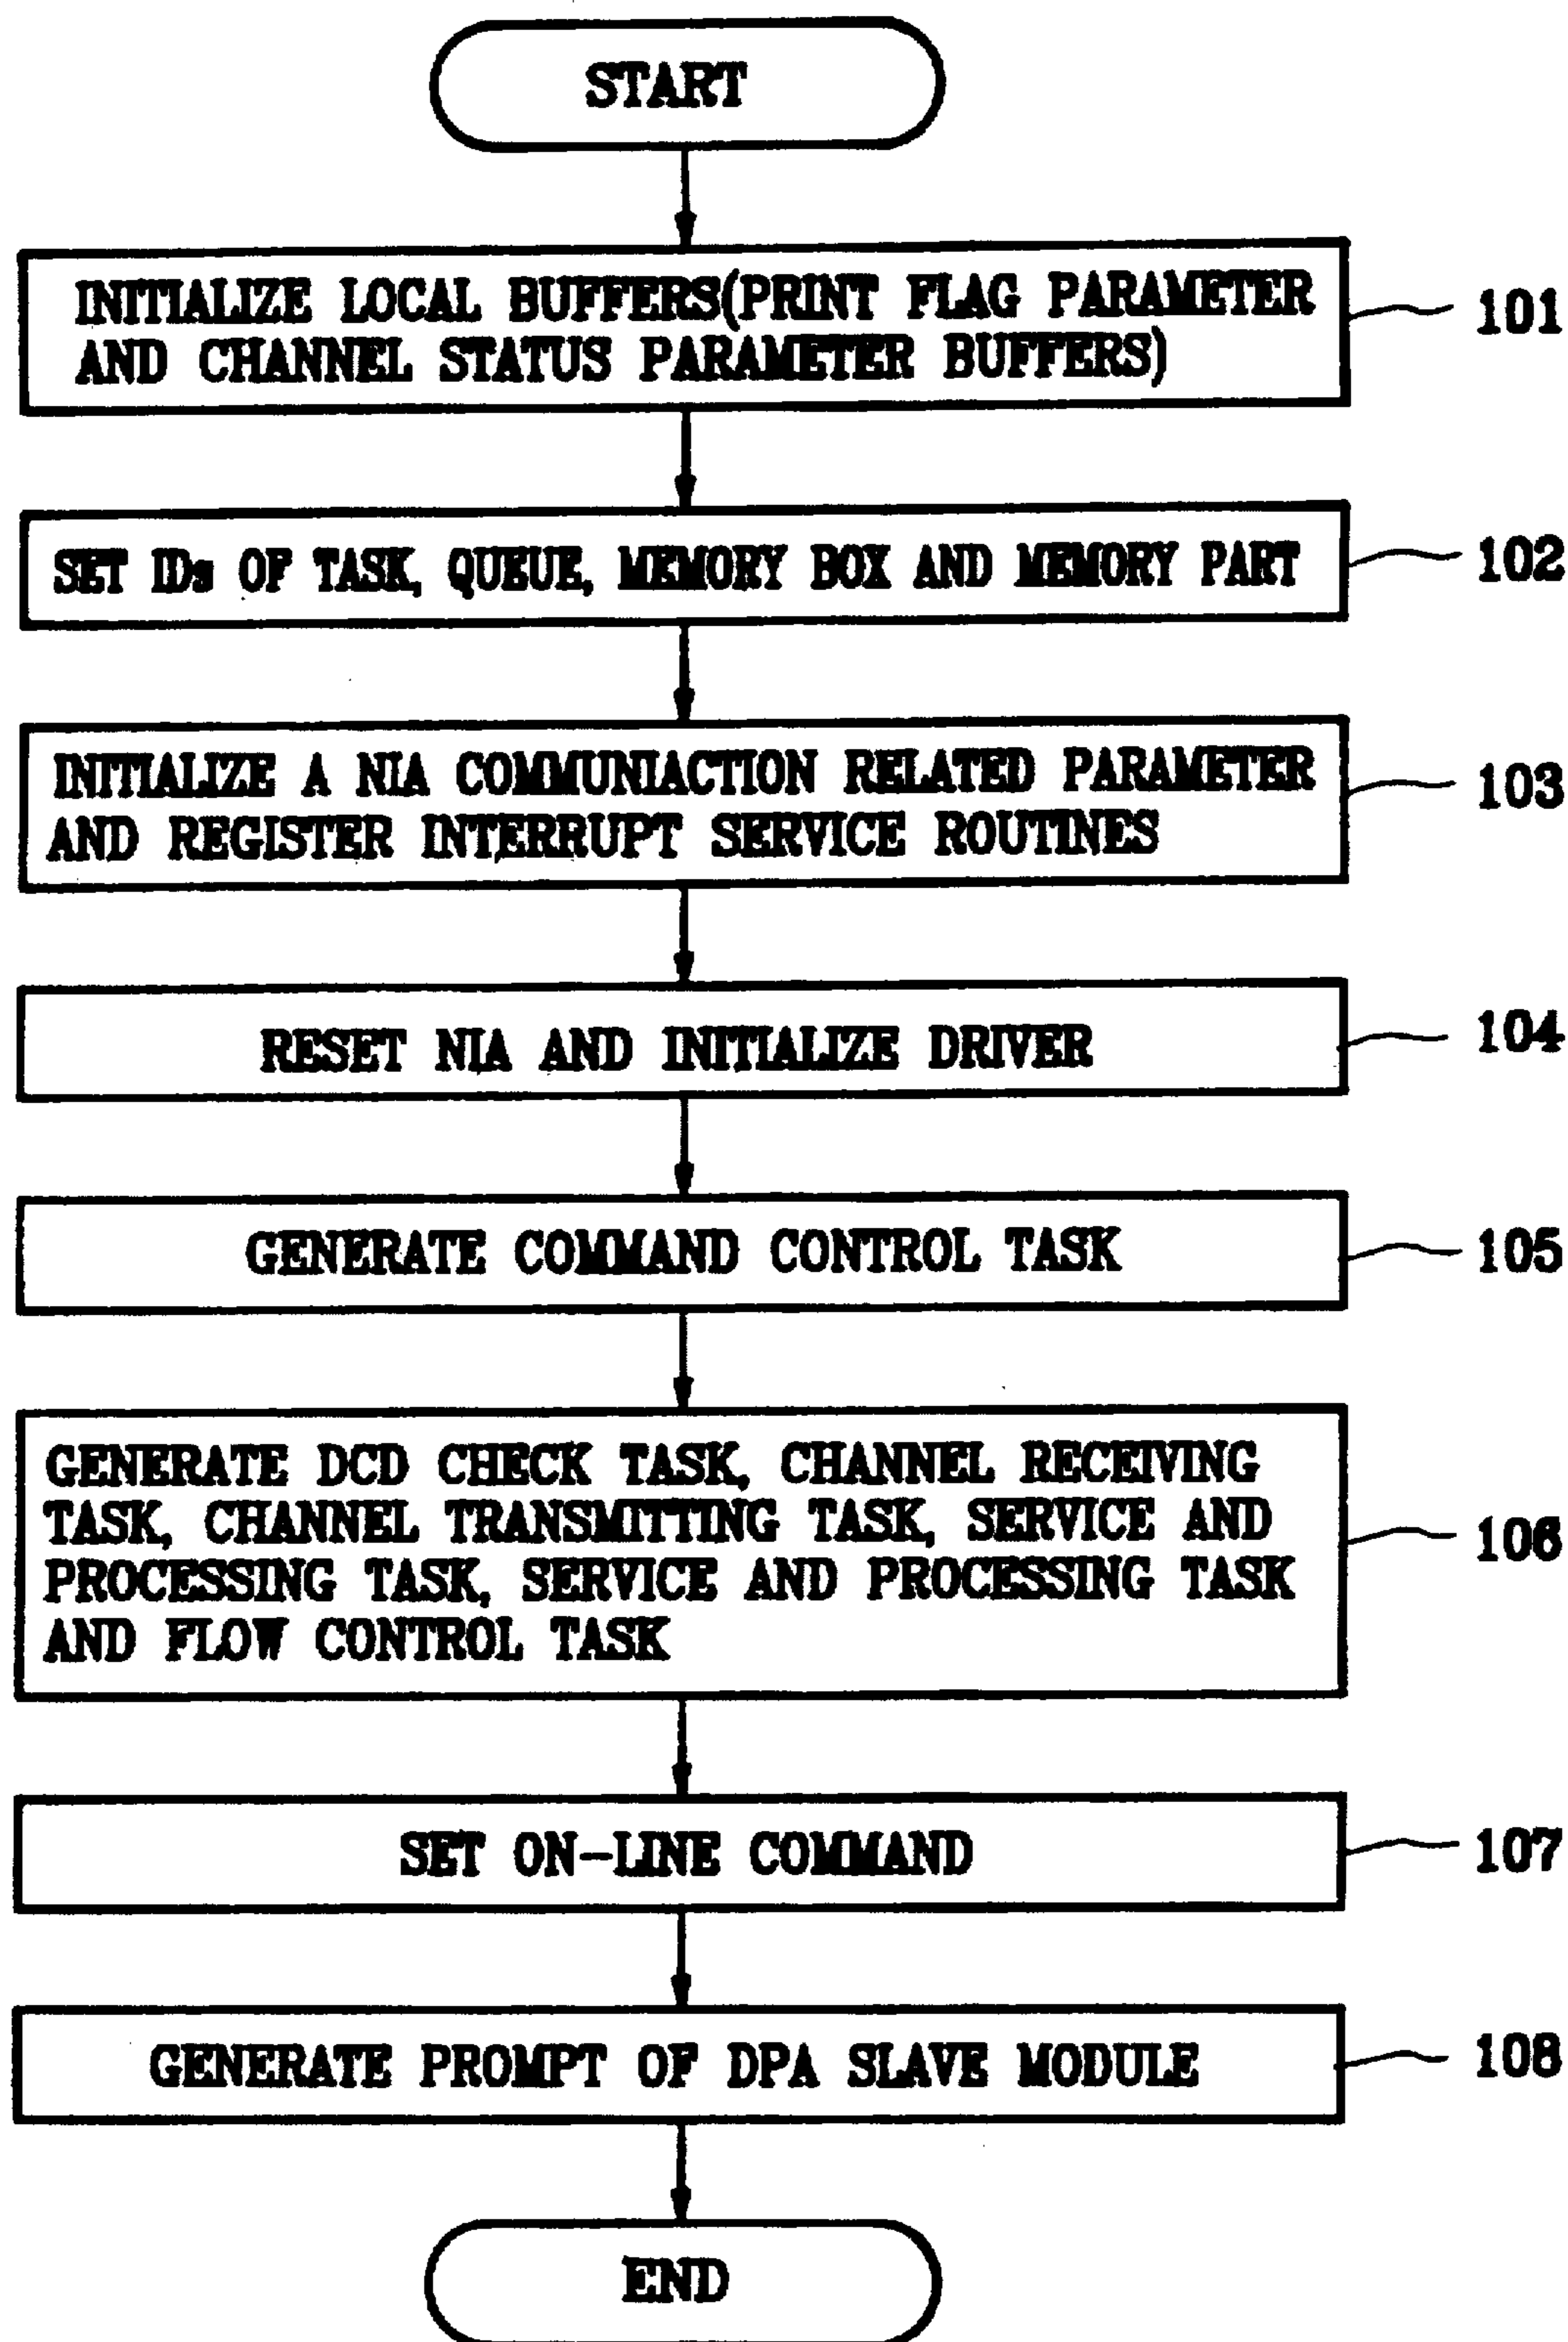 START
INITIALIZE LOCAL BUFFERS(PRINT FLAG PARAMETER
AND CHANNEL STATUS PARAMETER BUFFERS)
101
SET IDs OF TASK, QUEUE, MEMORY BOX AND MEMORY PART
102
INITIALIZE A NIA COMMUNIACTION RELATED PARAMETER
AND REGISTER INTERRUPT SERVICE ROUTINES
103
RESET NIA AND INITIALIZE DRIVER
104
GENERATE COMMAND CONTROL TASK
105
GENERATE DCD CHECK TASK, CHANNEL RECEIVING
TASK, CHANNEL TRANSMITTING TASK, SERVICE AND
PROCESSING TASK, SERVICE AND PROCESSING TASK
AND FLOW CONTROL TASK
106
SET ON-LINE COMMAND
107
GENERATE PROMPT OF DPA SLAVE MODULE
108
END